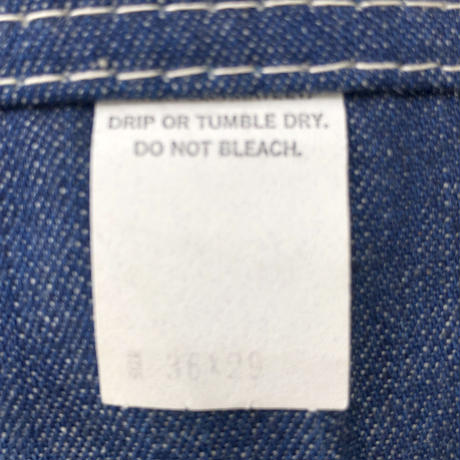 DRIP OR TUMBLE DRY.
DO NOT BLEACH.
36X29